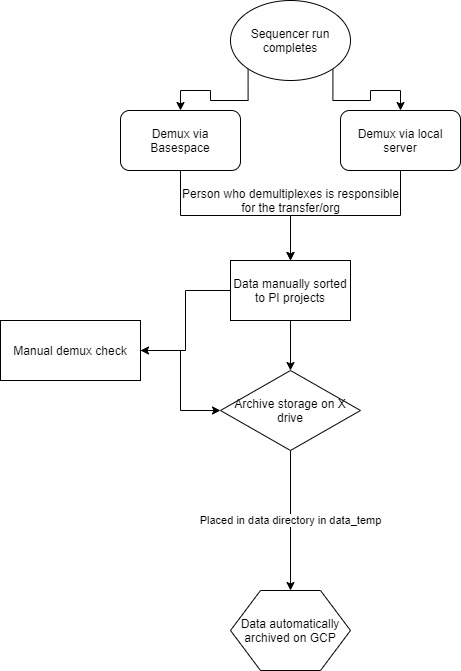 Sequencer run
completes
Demux via
Basespace
Demux via local
server
Person who demultiplexes is responsible
for the transfer/org
Data manually sorted
to PI projects
Manual demux check
Archive storage on X
drive
Placed in data directory in data_temp
Data automatically
archived on GCP